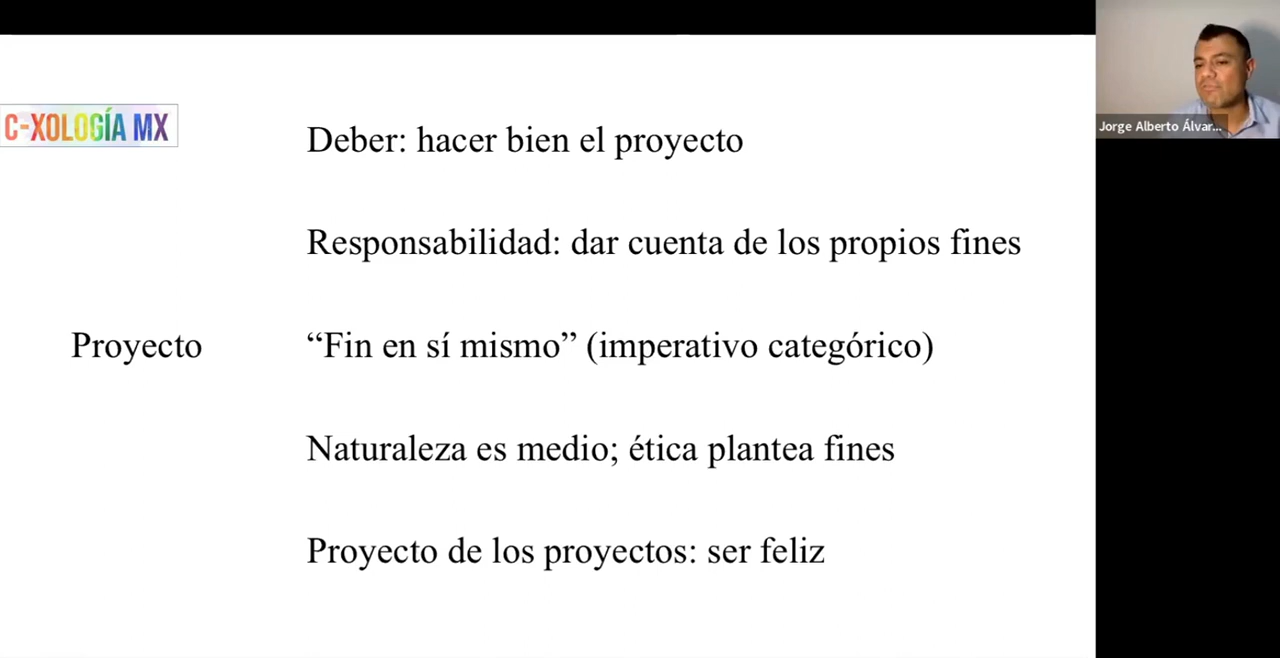 C-XOLOGÍA MX
Jorge Alberto Álvar...
Deber: hacer bien el proyecto
Responsabilidad: dar cuenta de los propios fines
Proyecto
“Fin en sí mismo” (imperativo categórico)
Naturaleza es medio; ética plantea fines
Proyecto de los proyectos: ser feliz